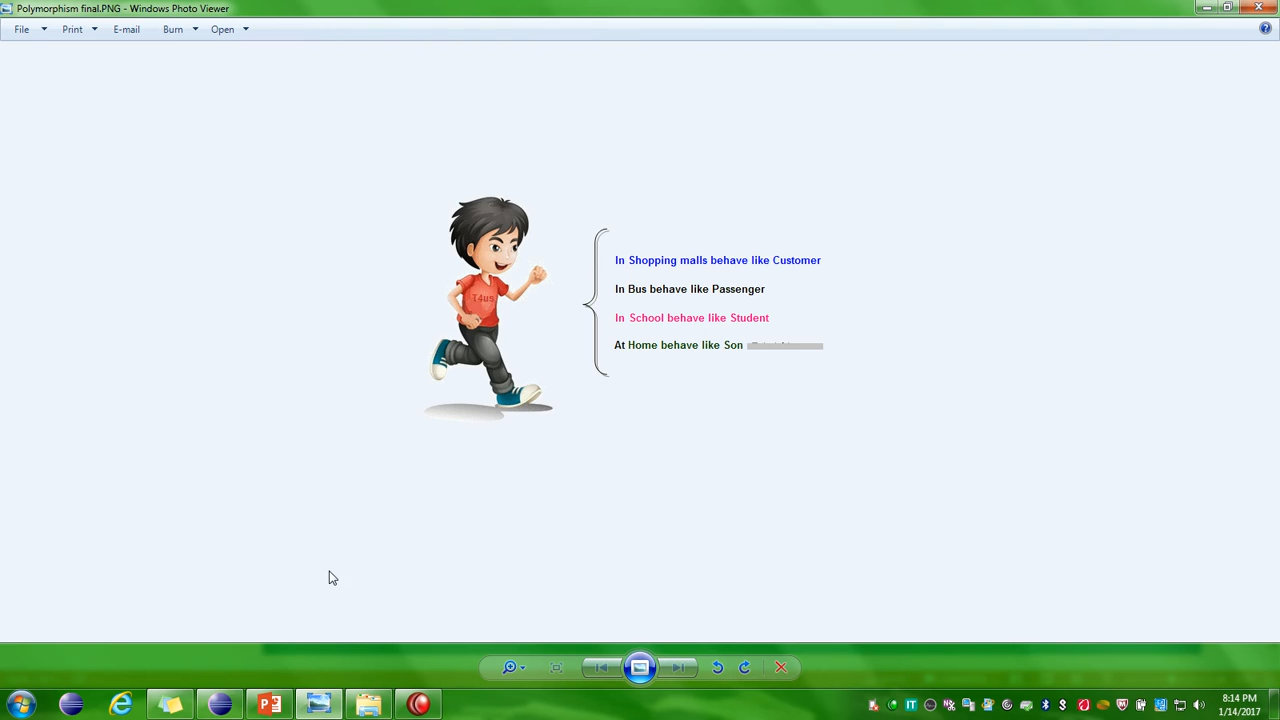 Polymorphism final.PNG - Windows Photo Viewer
File Print E-mail Burn Open
In Shopping malls behave like Customer
In Bus behave like Passenger
T4us
In School behave like Student
At Home behave like Son
8:14 PM
1/14/2017